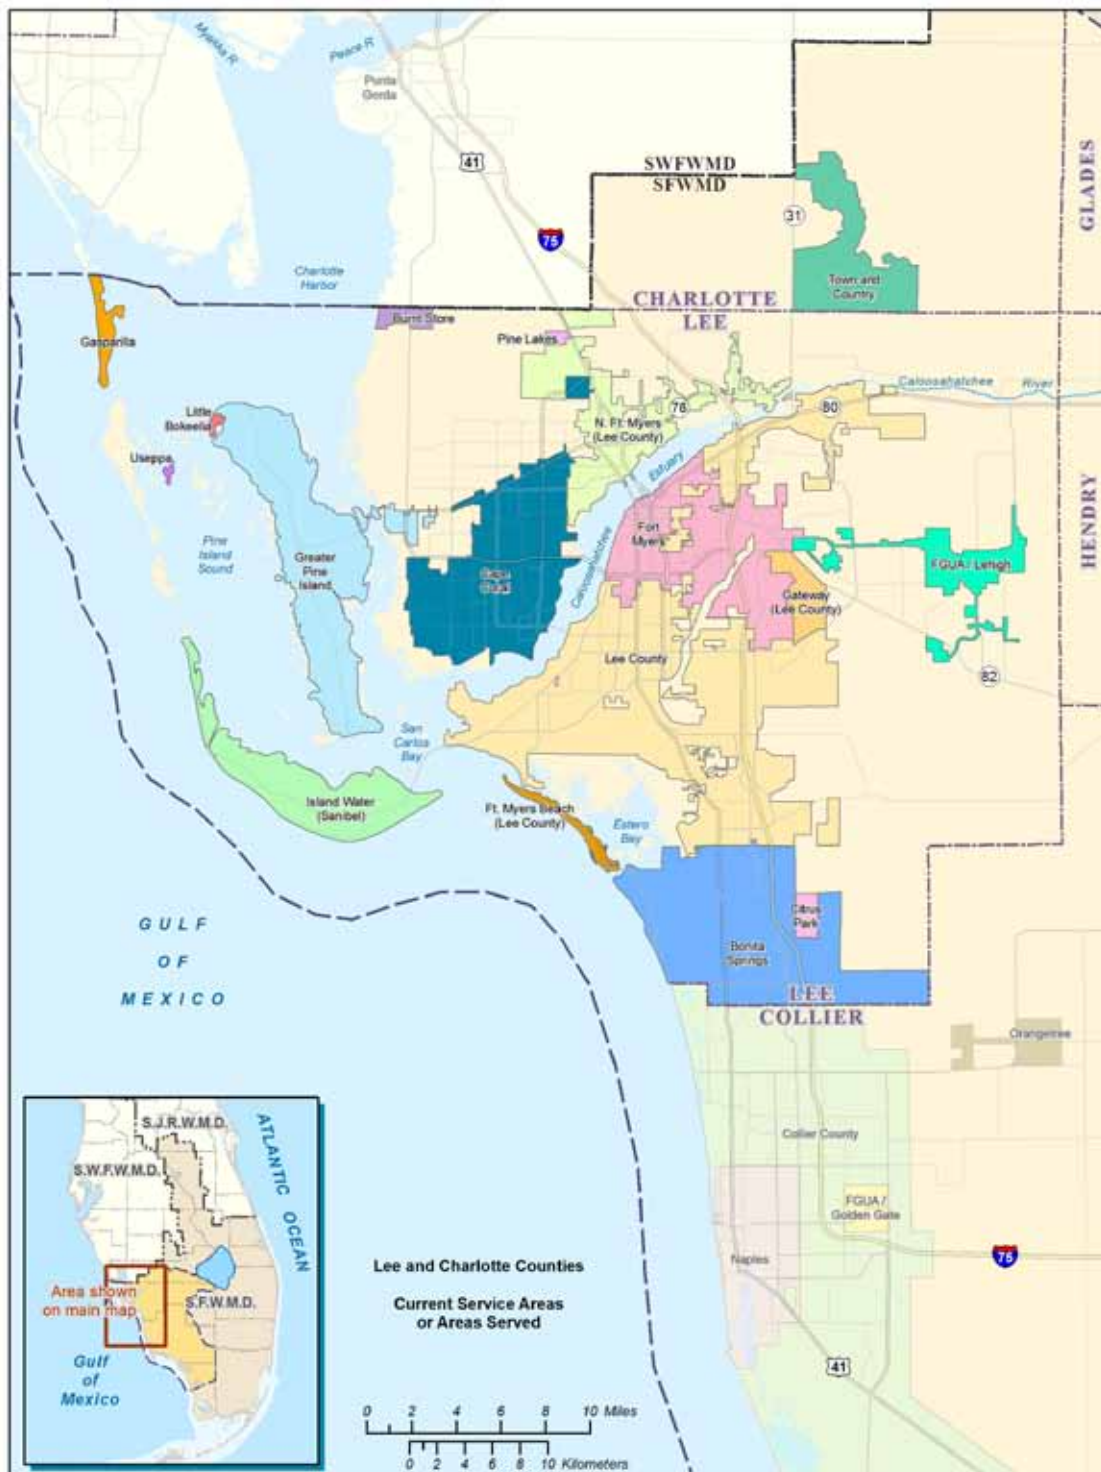 Myakka R
Peace R
Punta
Gorda
41
SWFWMD
SFWMD
GLADES
31
75
Charlotte
Harbor
Town and
Country
CHARLOTTE
LEE
Burnt Store
Gasparilla
Pine Lakes
Caloosahatchee
River
78
80
Little
Bokeelia
N. Ft. Myers
(Lee County)
Useppa
Estuary
HENDRY
Pine
Island
Sound
Fort
Myers
Greater
Pine
Island
Cape
Coral
Caloosahatchee
FGUA / Lehigh
Gateway
(Lee County)
Lee County
82
San
Carlos
Bay
Island Water
(Sanibel)
Ft. Myers Beach
(Lee County)
Estero
Bay
Citrus
Park
GULF
OF
MEXICO
Bonita
Springs
LEE
COLLIER
Orangetree
Collier County
FGUA /
Golden Gate
75
Naples
41
S.J.R.W.M.D.
S.W.F.W.M.D.
ATLANTIC OCEAN
Area shown
on main map
S.F.W.M.D.
Gulf
of
Mexico
Lee and Charlotte Counties
Current Service Areas
or Areas Served
0 2 4 6 8 10 Miles
0 2 4 6 8 10 Kilometers